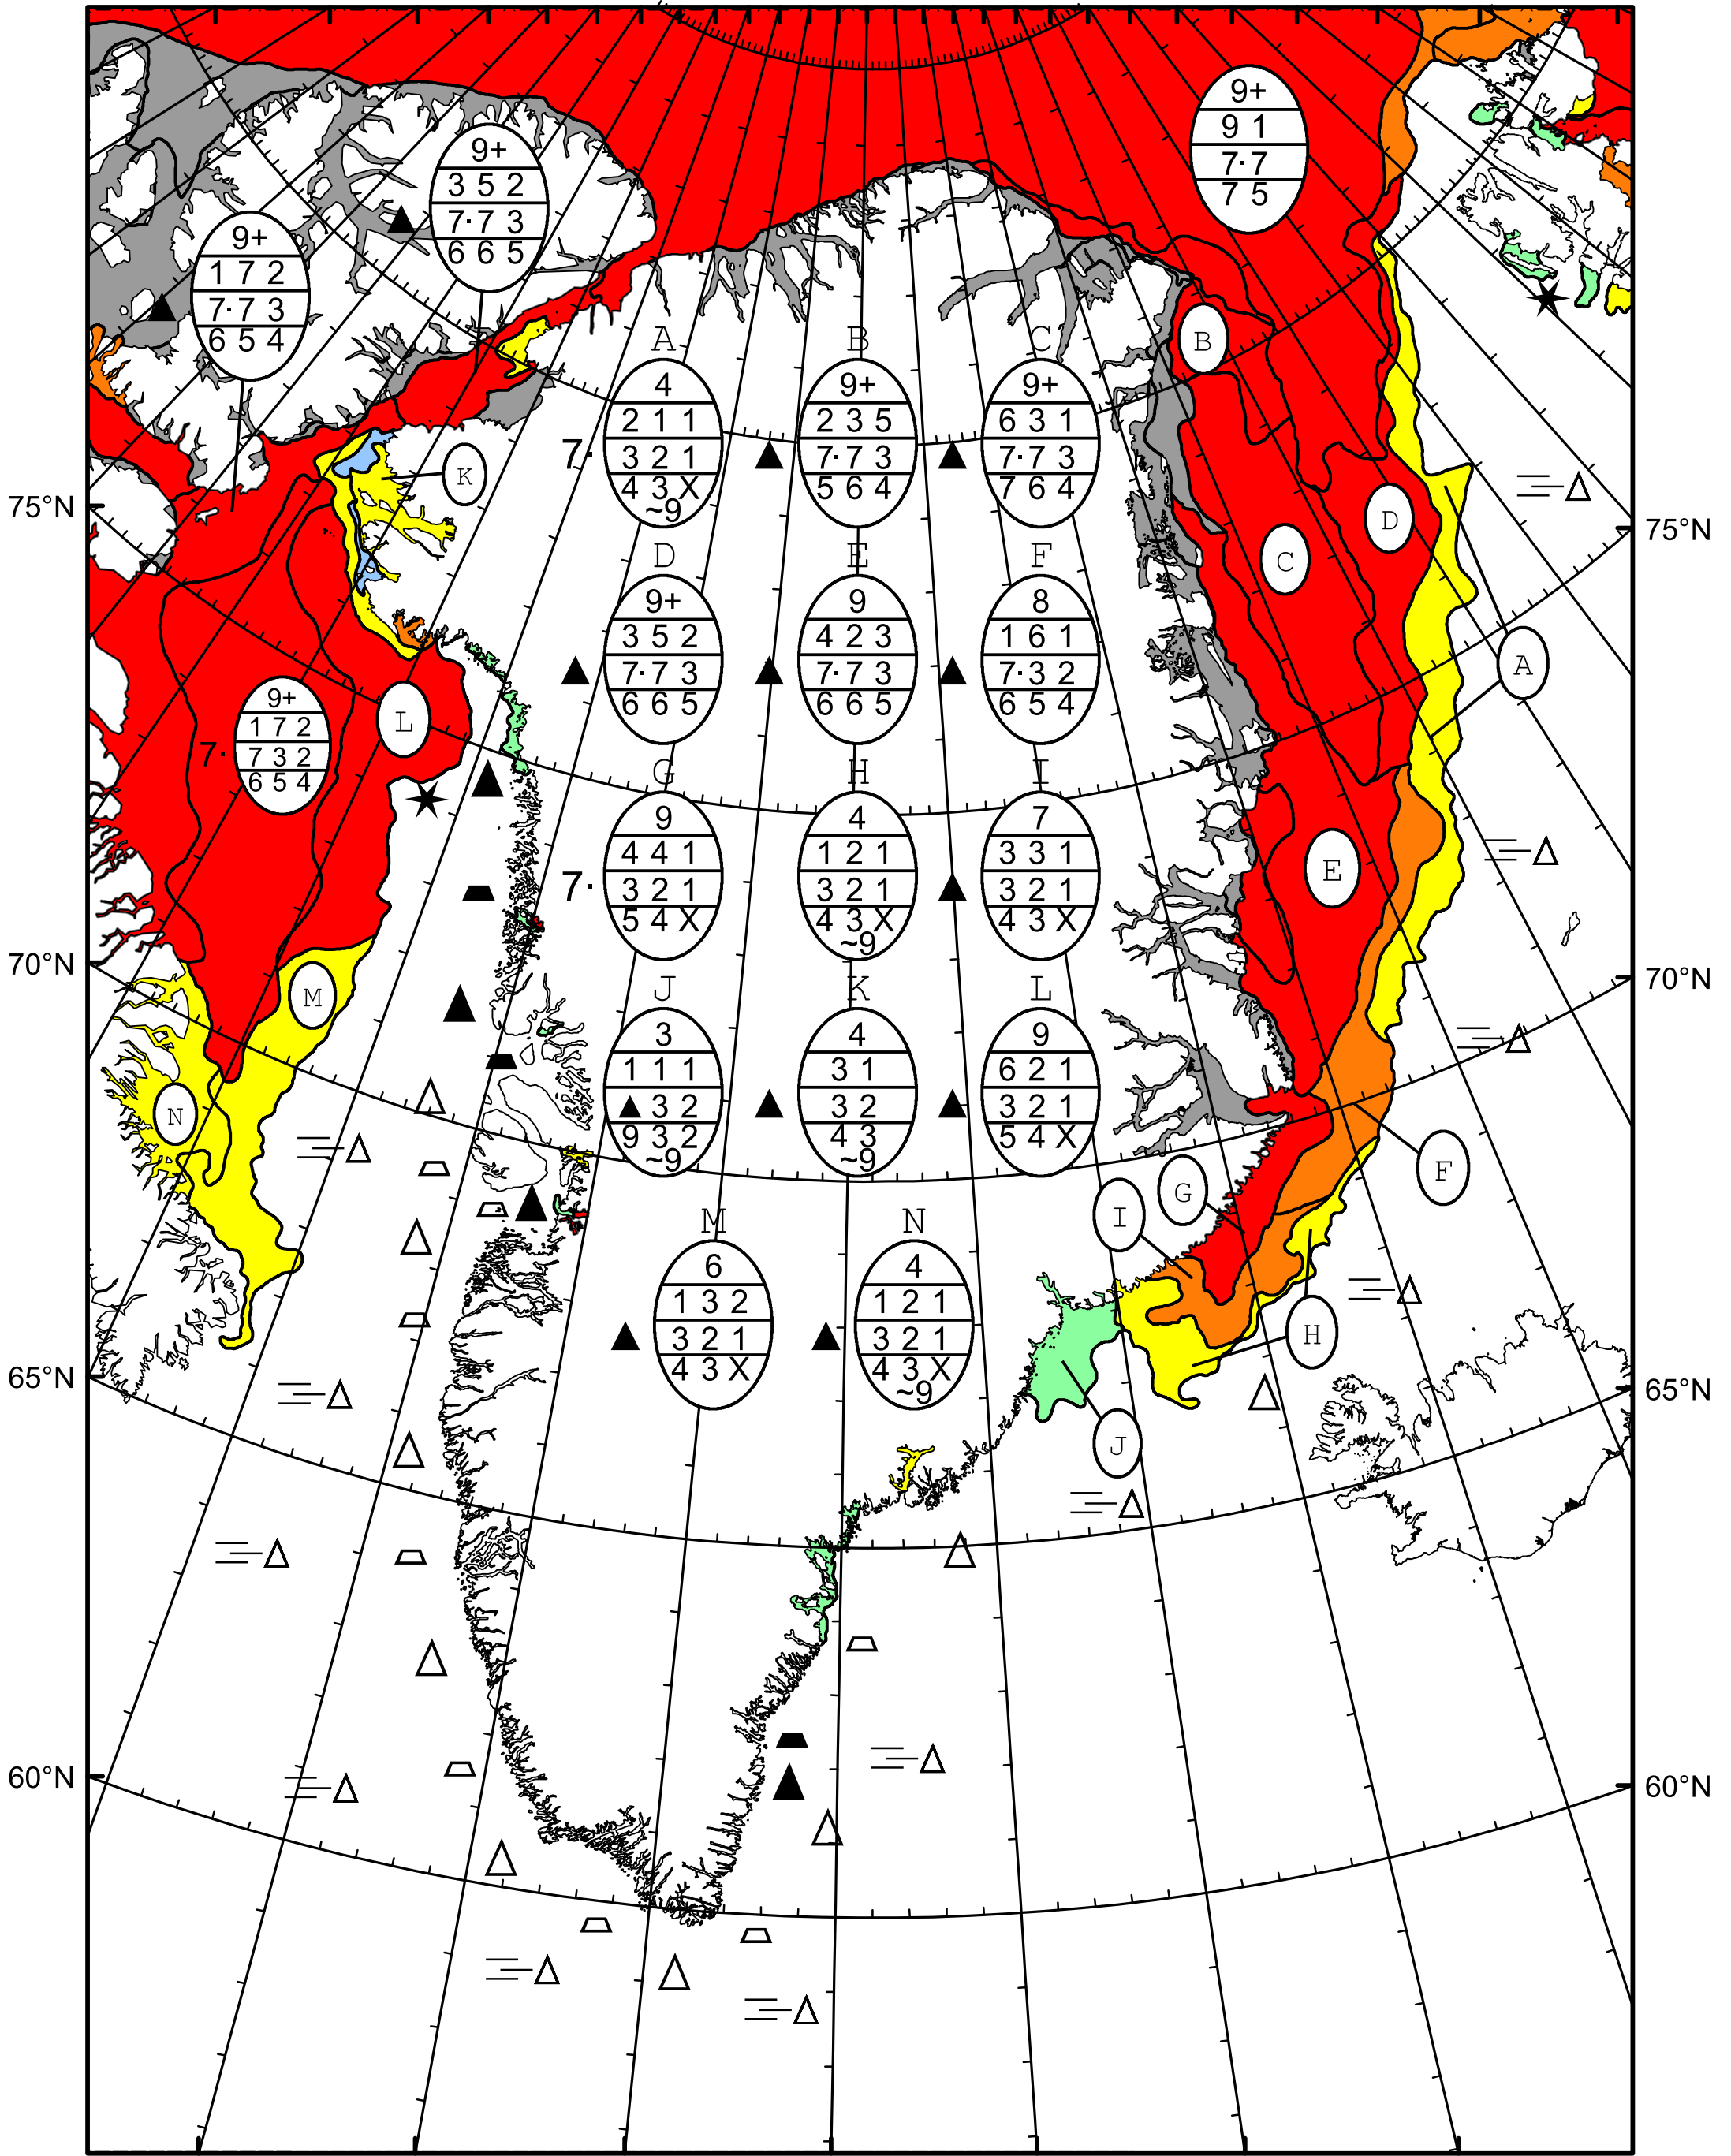 9+
9 1
7·7
7 5
9+
3 5 2
7·7 3
6 6 5
9+
1 7 2
7·7 3
6 5 4
B
A B C
4 9+ 9+
2 1 1 2 3 5 6 3 1
7· 3 2 1 7·7 3 7·7 3
4 3 X 5 6 4 7 6 4
~9
K
75°N 75°N
D
C
D E F
9+ 9 8
3 5 2 4 2 3 1 6 1
7·7 3 7·7 3 7·3 2
6 6 5 6 6 5 6 5 4
A
L
9+
1 7 2
7· 7 3 2
6 5 4
G H I
9 4 7
4 4 1 1 2 1 3 3 1
7· 3 2 1 3 2 1 3 2 1
5 4 X 4 3 X 4 3 X
~9
E
70°N 70°N
M
J K L
3 4 9
1 1 1 3 1 6 2 1
3 2 3 2 3 2 1
9 3 2 4 3 5 4 X
~9 ~9
N
F
G
I
M N
6 4
1 3 2 1 2 1
3 2 1 3 2 1
4 3 X 4 3 X
~9
H
65°N 65°N
J
60°N 60°N